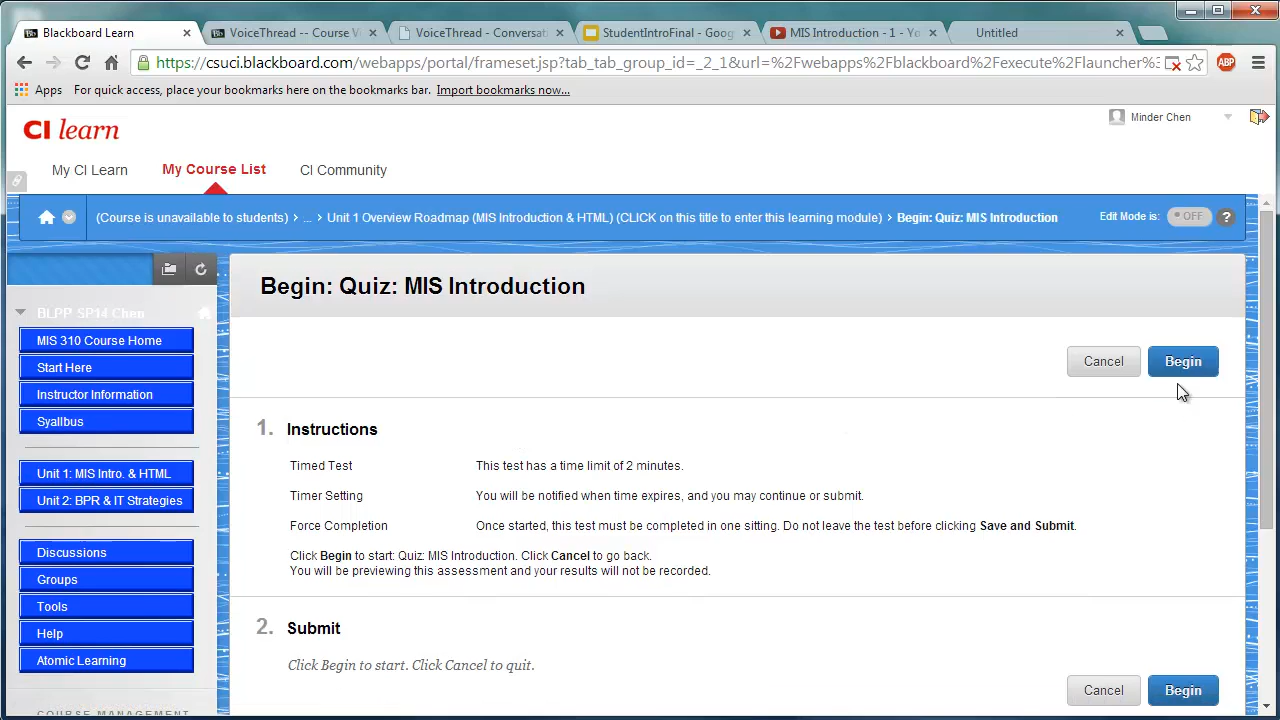 Blackboard Learn
VoiceThread -- Course Vi
VoiceThread - Conversati
StudentIntroFinal - Goog
MIS Introduction - 1 - Yo
Untitled
https://csuci.blackboard.com/webapps/portal/frameset.jsp?tab_tab_group_id=_2_1&url=%2Fwebapps%2Fblackboard%2Fexecute%2Flauncher%3
ABP
Apps For quick access, place your bookmarks here on the bookmarks bar. Import bookmarks now...
CI learn
Minder Chen
My CI Learn My Course List CI Community
(Course is unavailable to students) > ... > Unit 1 Overview Roadmap (MIS Introduction & HTML) (CLICK on this title to enter this learning module) > Begin: Quiz: MIS Introduction
Edit Mode is: OFF ?
Begin: Quiz: MIS Introduction
BLPP SP14 Chen
MIS 310 Course Home
Start Here
Instructor Information
Syallbus
Unit 1: MIS Intro. & HTML
Unit 2: BPR & IT Strategies
Discussions
Groups
Tools
Help
Atomic Learning
COURSE MANAGEMENT
Cancel Begin
1. Instructions
Timed Test This test has a time limit of 2 minutes.
Timer Setting You will be notified when time expires, and you may continue or submit.
Force Completion Once started, this test must be completed in one sitting. Do not leave the test before clicking Save and Submit.
Click Begin to start: Quiz: MIS Introduction. Click Cancel to go back.
You will be previewing this assessment and your results will not be recorded.
2. Submit
Click Begin to start. Click Cancel to quit.
Cancel Begin